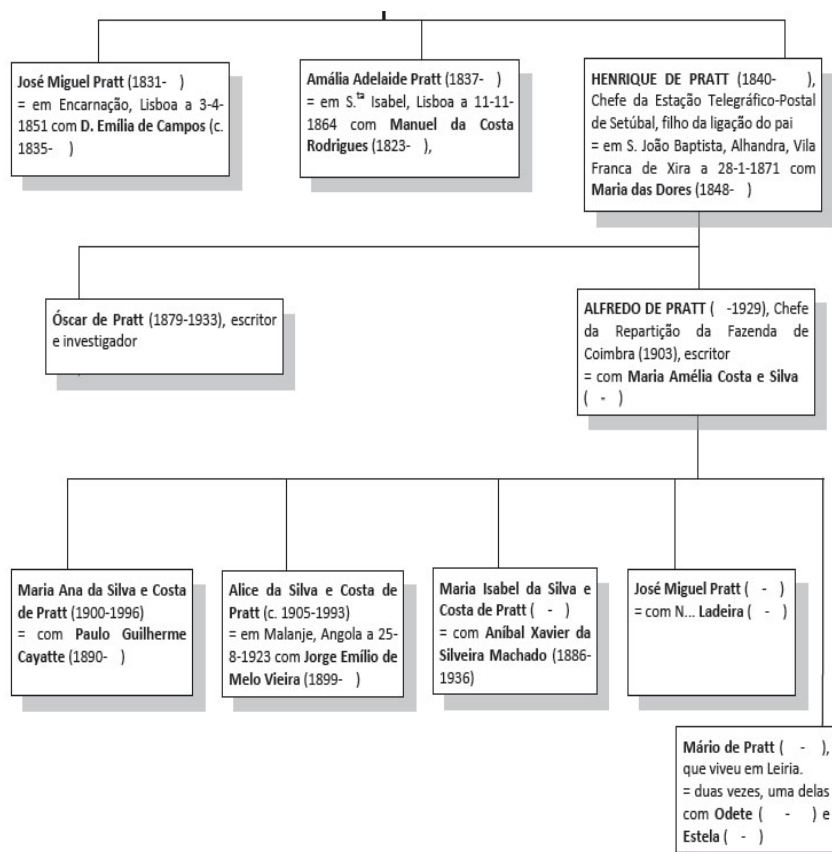 José Miguel Pratt (1831-   )
= em Encarnação, Lisboa a 3-4-
1851 com D. Emília de Campos (c.
1835-   )
Amália Adelaide Pratt (1837-   )
= em S.ta Isabel, Lisboa a 11-11-
1864 com Manuel da Costa
Rodrigues (1823-   ),
HENRIQUE DE PRATT (1840-   ),
Chefe da Estação Telegráfico-Postal
de Setúbal, filho da ligação do pai
= em S. João Baptista, Alhandra, Vila
Franca de Xira a 28-1-1871 com
Maria das Dores (1848-   )
Óscar de Pratt (1879-1933), escritor
e investigador
ALFREDO DE PRATT (   -1929), Chefe
da Repartição da Fazenda de
Coimbra (1903), escritor
= com Maria Amélia Costa e Silva
(   -   )
Maria Ana da Silva e Costa
de Pratt (1900-1996)
= com Paulo Guilherme
Cayatte (1890-   )
Alice da Silva e Costa de
Pratt (c. 1905-1993)
= em Malanje, Angola a 25-
8-1923 com Jorge Emílio de
Melo Vieira (1899-   )
Maria Isabel da Silva e
Costa de Pratt (   -   )
= com Aníbal Xavier da
Silveira Machado (1886-
1936)
José Miguel Pratt (   -   )
= com N... Ladeira (   -   )
Mário de Pratt (   -   ),
que viveu em Leiria.
= duas vezes, uma delas
com Odete (   -   ) e
Estela (   -   )